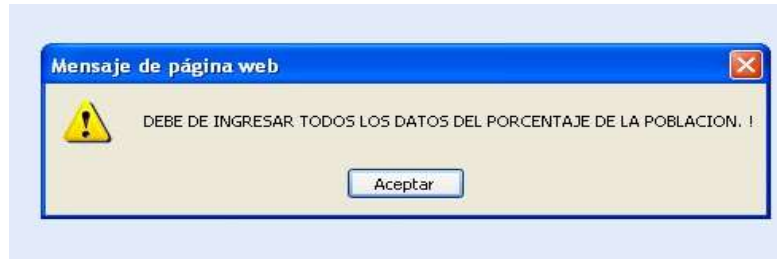 Mensaje de página web
DEBE DE INGRESAR TODOS LOS DATOS DEL PORCENTAJE DE LA POBLACION. !
Aceptar